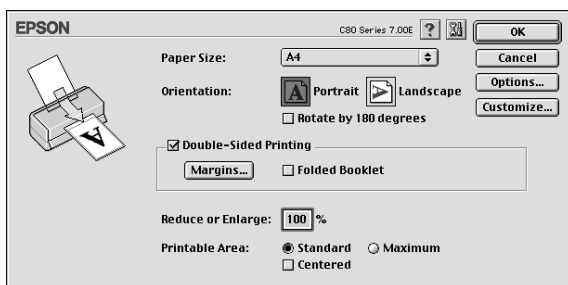 EPSON
C80 Series 7.00E
?
OK
Paper Size:
A4
Cancel
Orientation:
A
Portrait
A
Landscape
Options...
Rotate by 180 degrees
Customize...
A
Double-Sided Printing
Margins...
Folded Booklet
Reduce or Enlarge:
100 %
Printable Area:
Standard
Maximum
Centered